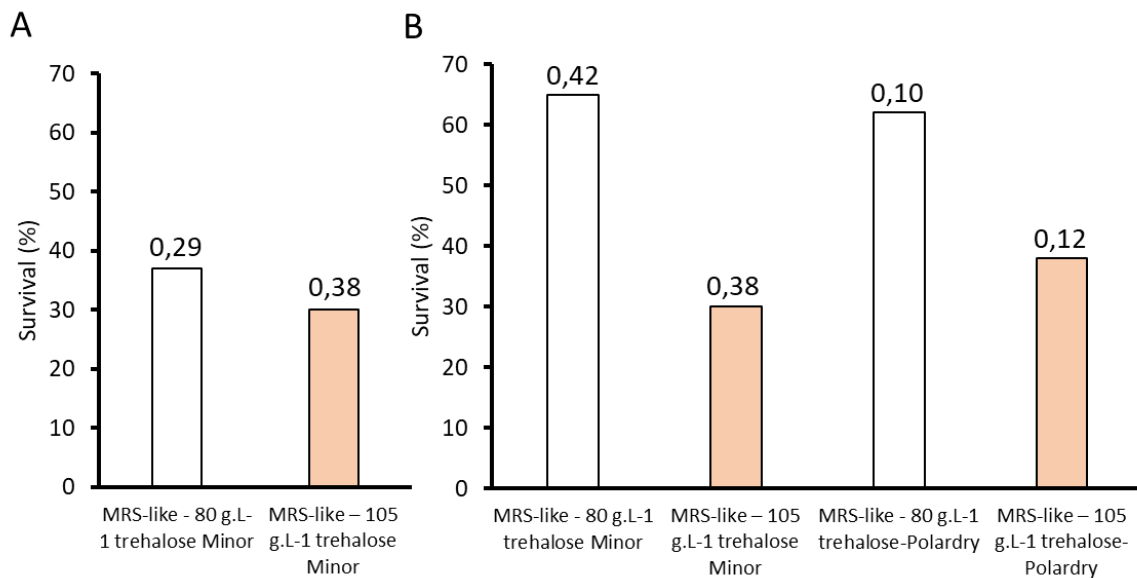 A
70
60
50
40
30
20
10
0
Survival (%)
0,29
0,38
MRS-like - 80 g.L-
1 trehalose Minor
MRS-like – 105
g.L-1 trehalose
Minor
B
70
60
50
40
30
20
10
0
Survival (%)
0,42
0,38
0,10
0,12
MRS-like - 80 g.L-1
trehalose Minor
MRS-like – 105
g.L-1 trehalose
Minor
MRS-like - 80 g.L-1
trehalose-Polardry
MRS-like – 105
g.L-1 trehalose-
Polardry